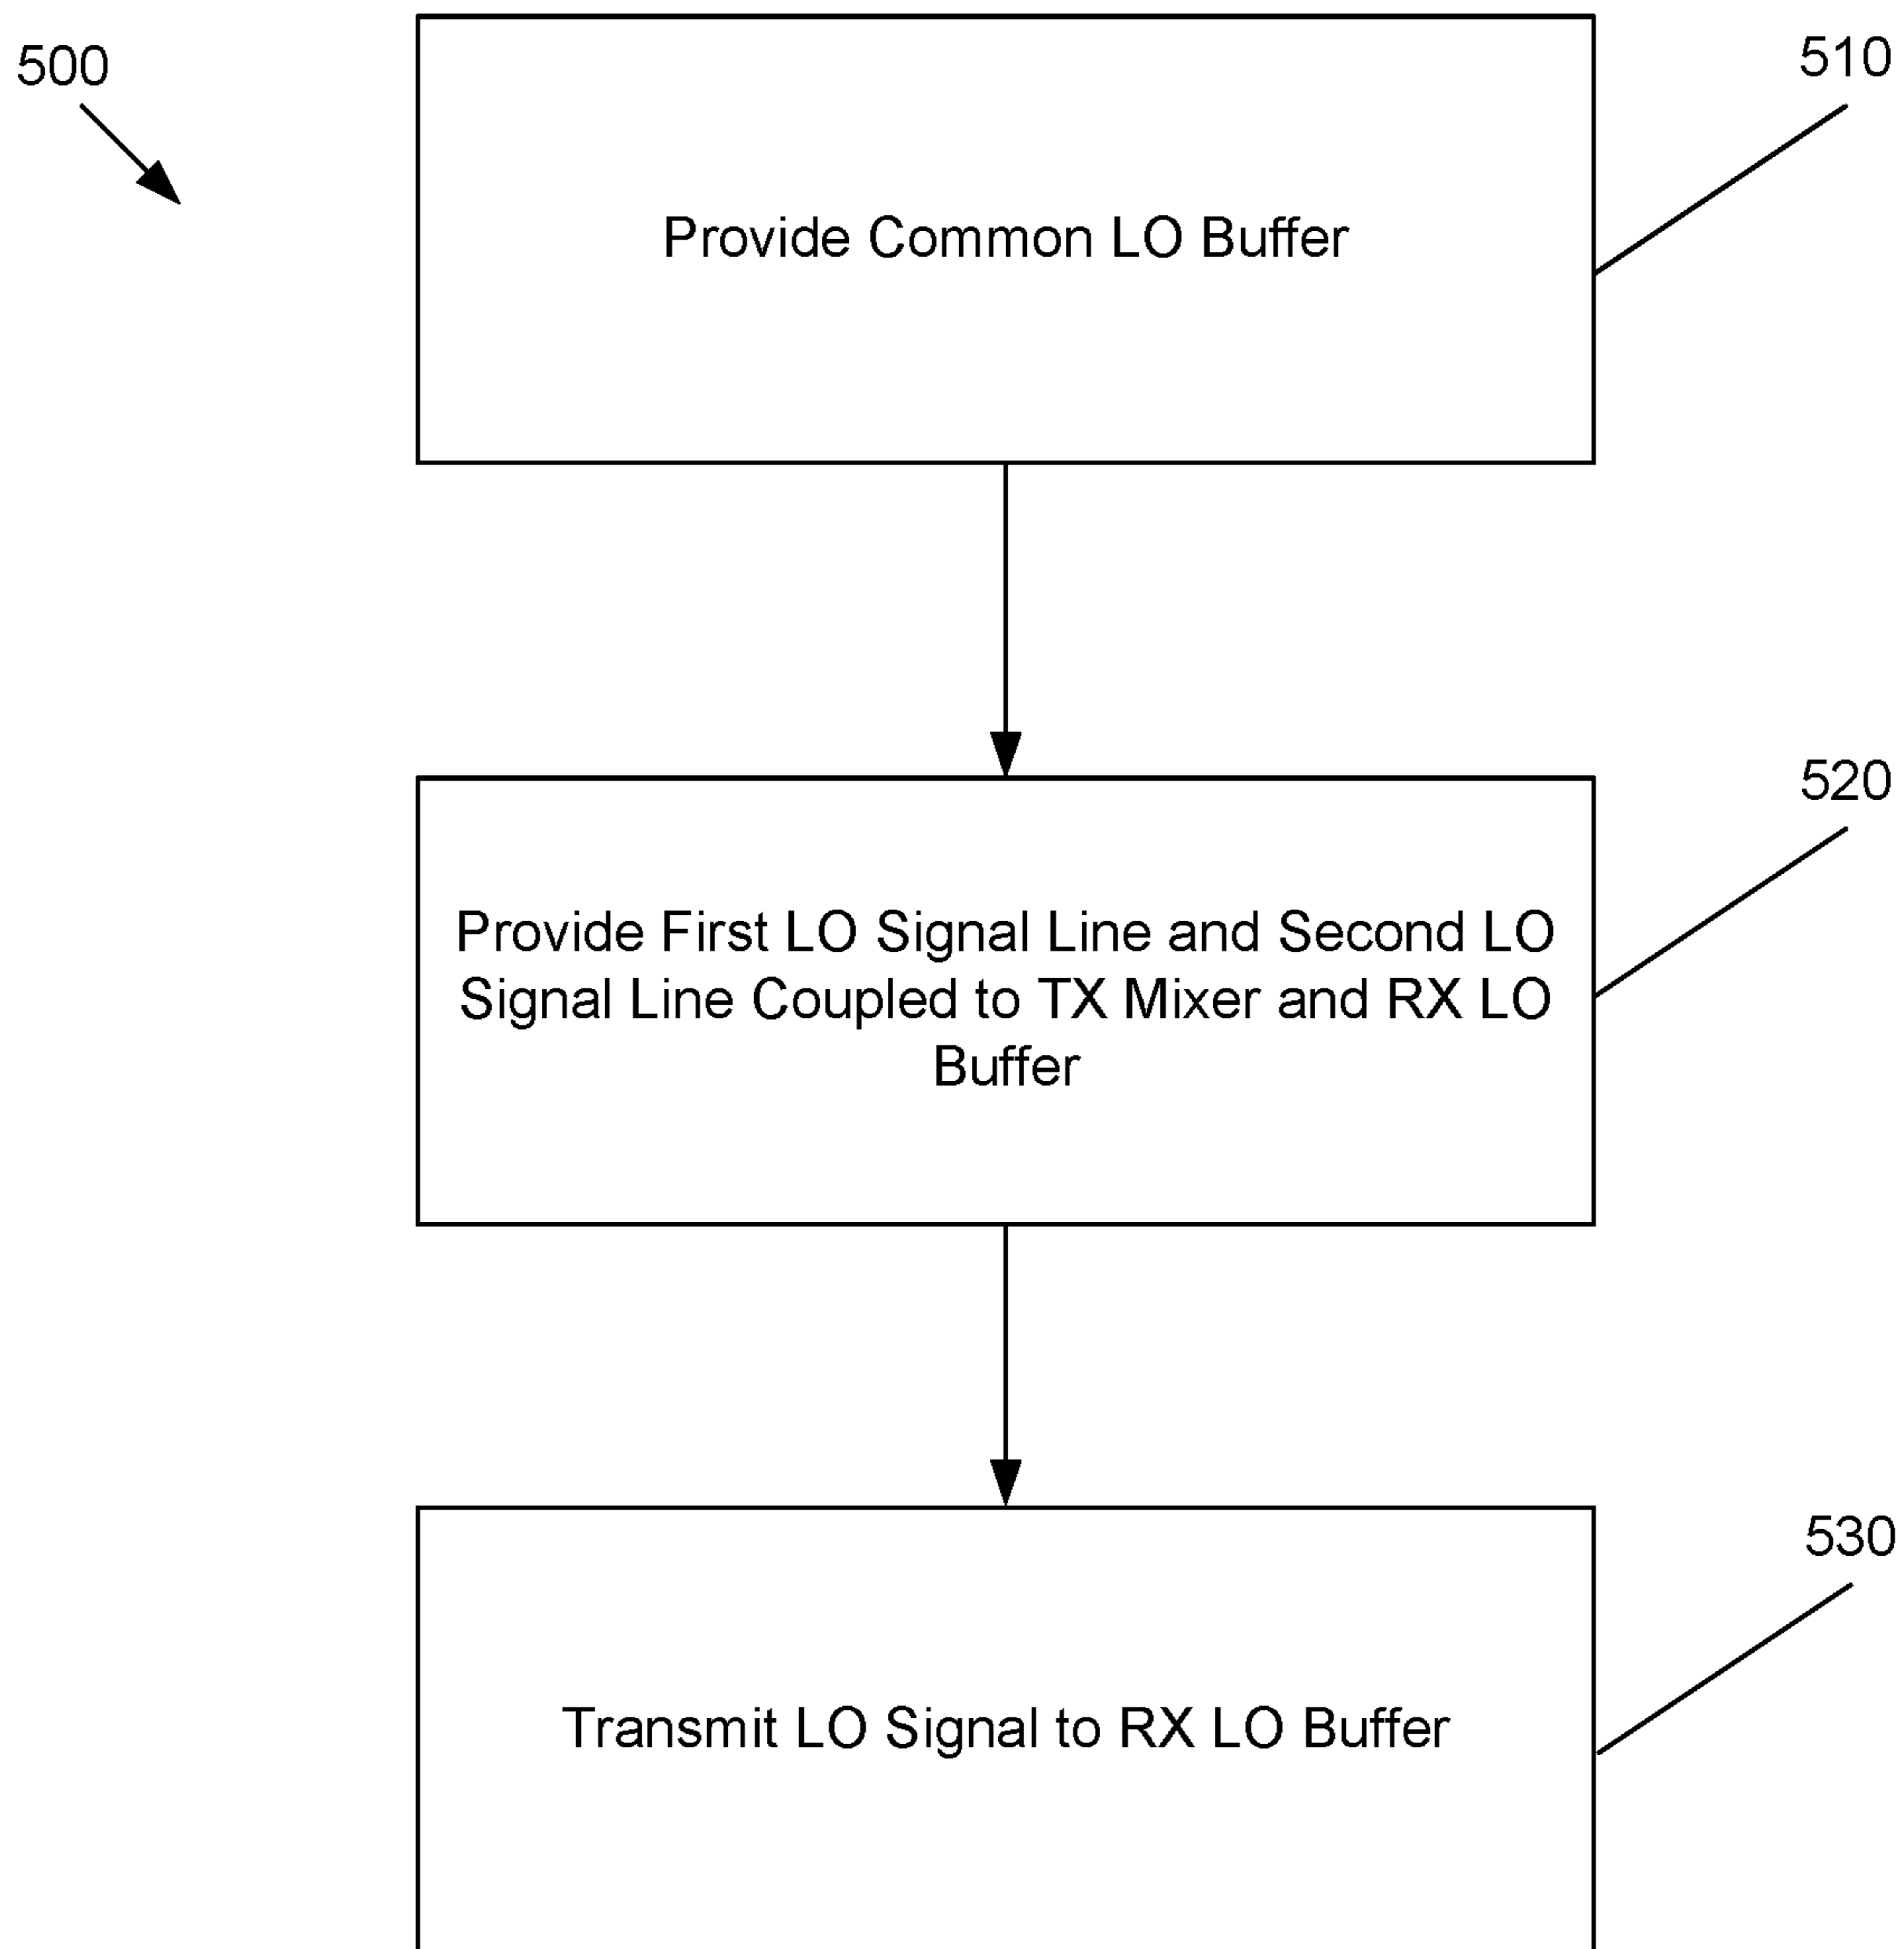 500
510
Provide Common LO Buffer
520
Provide First LO Signal Line and Second LO
Signal Line Coupled to TX Mixer and RX LO
Buffer
530
Transmit LO Signal to RX LO Buffer